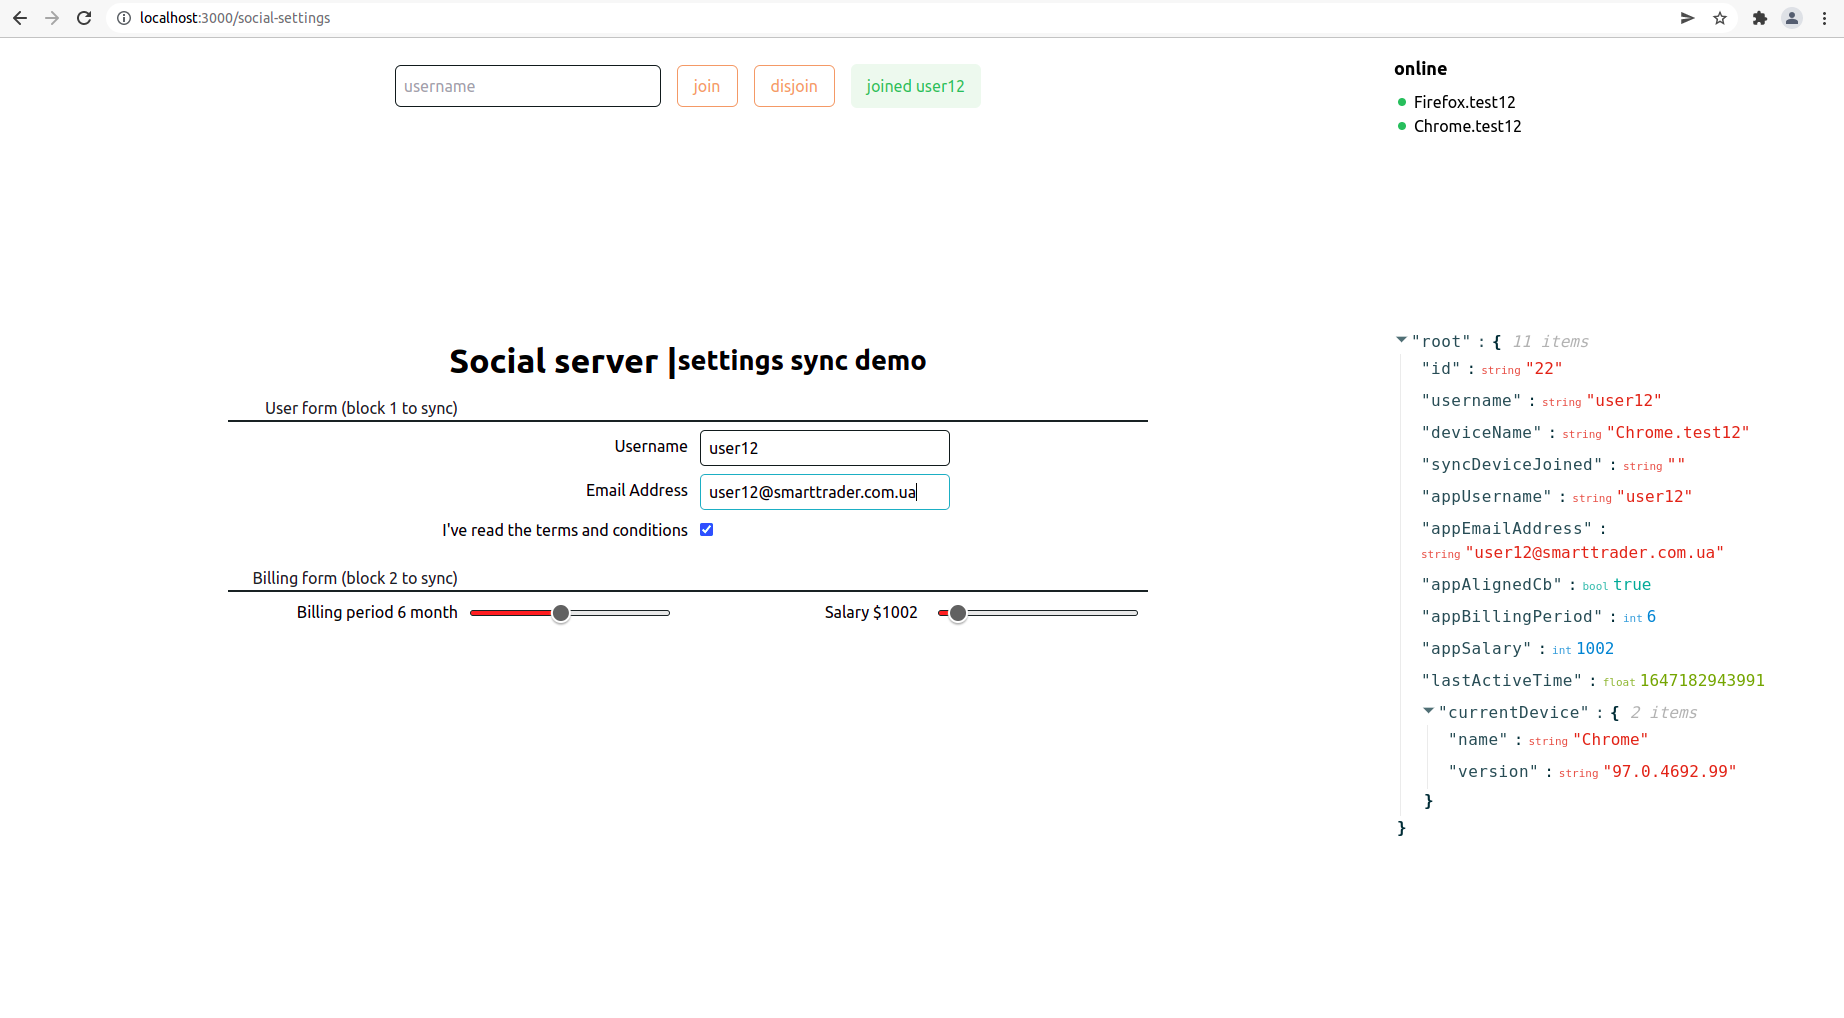 localhost:3000/social-settings
username
join
disjoin
joined user12
online
Firefox.test12
Chrome.test12
Social server |settings sync demo
User form (block 1 to sync)
Username
user12
Email Address
user12@smarttrader.com.ua
I've read the terms and conditions
Billing form (block 2 to sync)
Billing period 6 month
Salary $1002
"root" : { 11 items
"id" : string "22"
"username" : string "user12"
"deviceName" : string "Chrome.test12"
"syncDeviceJoined" : string ""
"appUsername" : string "user12"
"appEmailAddress" :
string "user12@smarttrader.com.ua"
"appAlignedCb" : bool true
"appBillingPeriod" : int 6
"appSalary" : int 1002
"lastActiveTime" : float 1647182943991
"currentDevice" : { 2 items
"name" : string "Chrome"
"version" : string "97.0.4692.99"
}
}